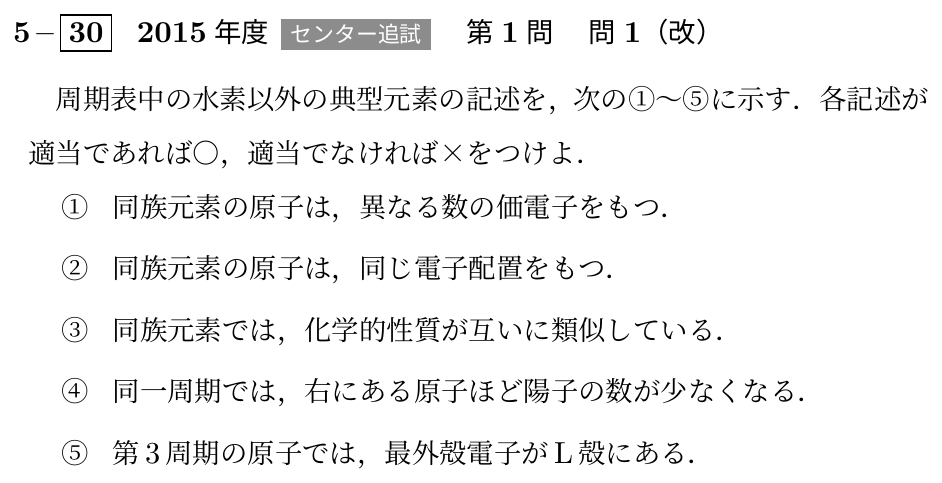 5－30 2015 年度 センター追試 第 1 問 問 1（改）
周期表中の水素以外の典型元素の記述を，次の①～⑤に示す．各記述が
適当であれば○，適当でなければ×をつけよ．
① 同族元素の原子は，異なる数の価電子をもつ．
② 同族元素の原子は，同じ電子配置をもつ．
③ 同族元素では，化学的性質が互いに類似している．
④ 同一周期では，右にある原子ほど陽子の数が少なくなる．
⑤ 第 3 周期の原子では，最外殻電子が L 殻にある．